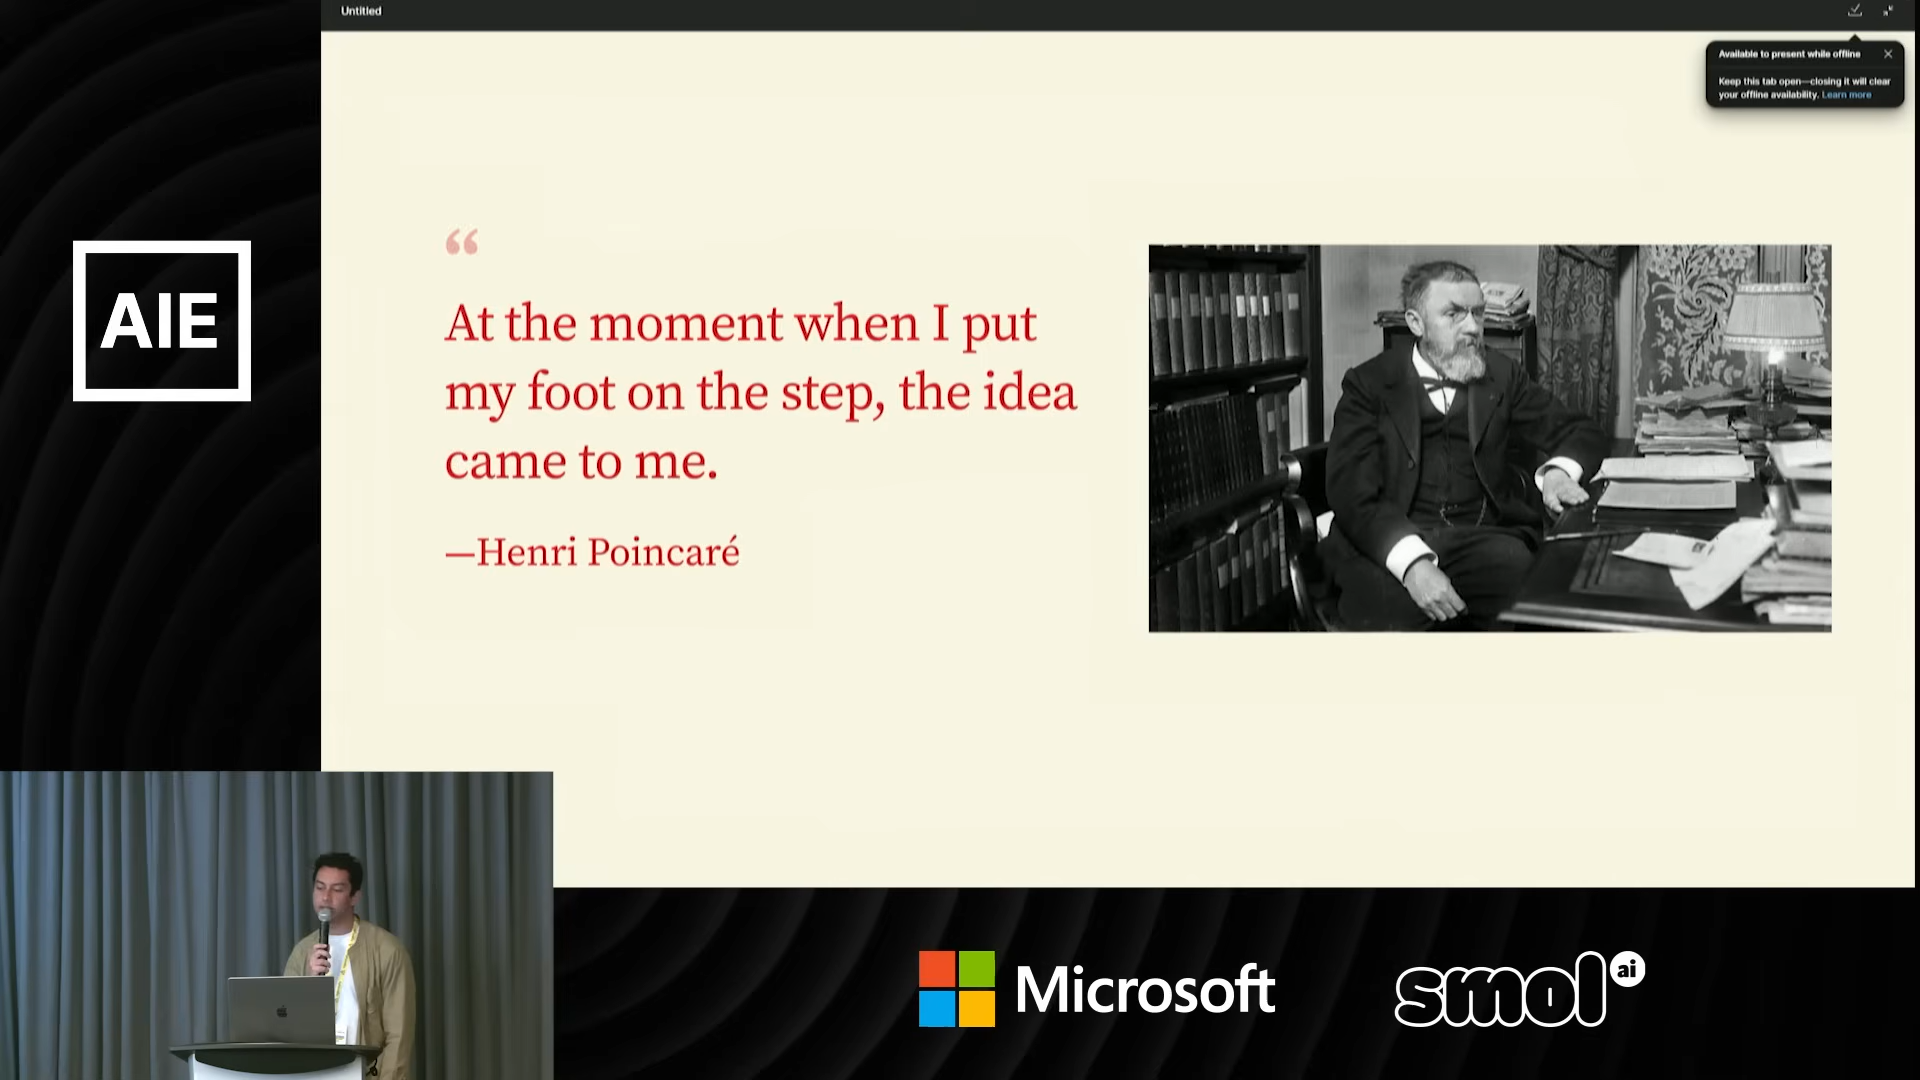 Untitled
Available to present while offline
Keep this tab open—closing it will clear
your offline availability. Learn more
AIE
“
At the moment when I put
my foot on the step, the idea
came to me.
—Henri Poincaré
Microsoft
smol ai